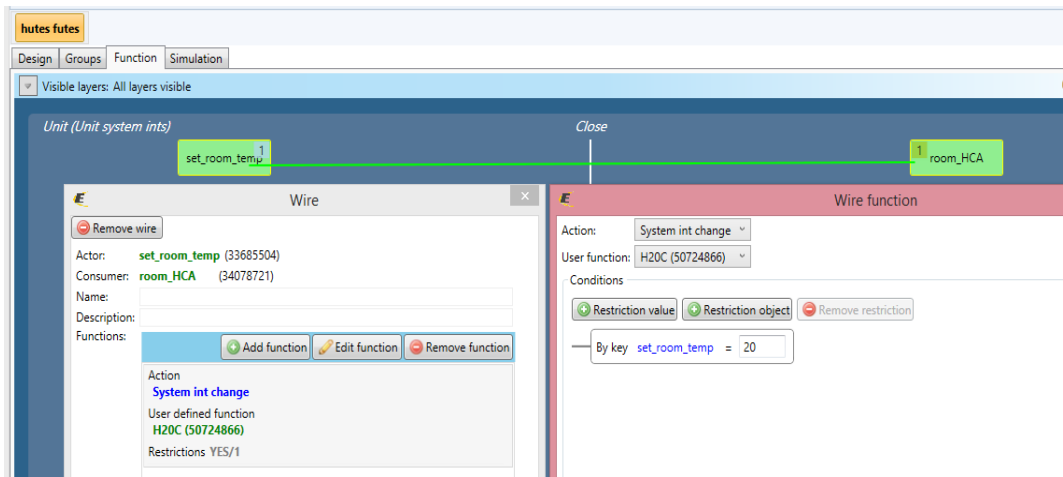 hutes futes
Design Groups Function Simulation
Visible layers: All layers visible
Unit (Unit system ints) Close
set_room_temp 1
1 room_HCA
E Wire x
Remove wire
Actor: set_room_temp (33685504)
Consumer: room_HCA (34078721)
Name:
Description:
Functions:
Add function Edit function Remove function
Action
System int change
User defined function
H20C (50724866)
Restrictions YES/1
E Wire function
Action: System int change
User function: H20C (50724866)
Conditions
Restriction value Restriction object Remove restriction
By key set_room_temp = 20